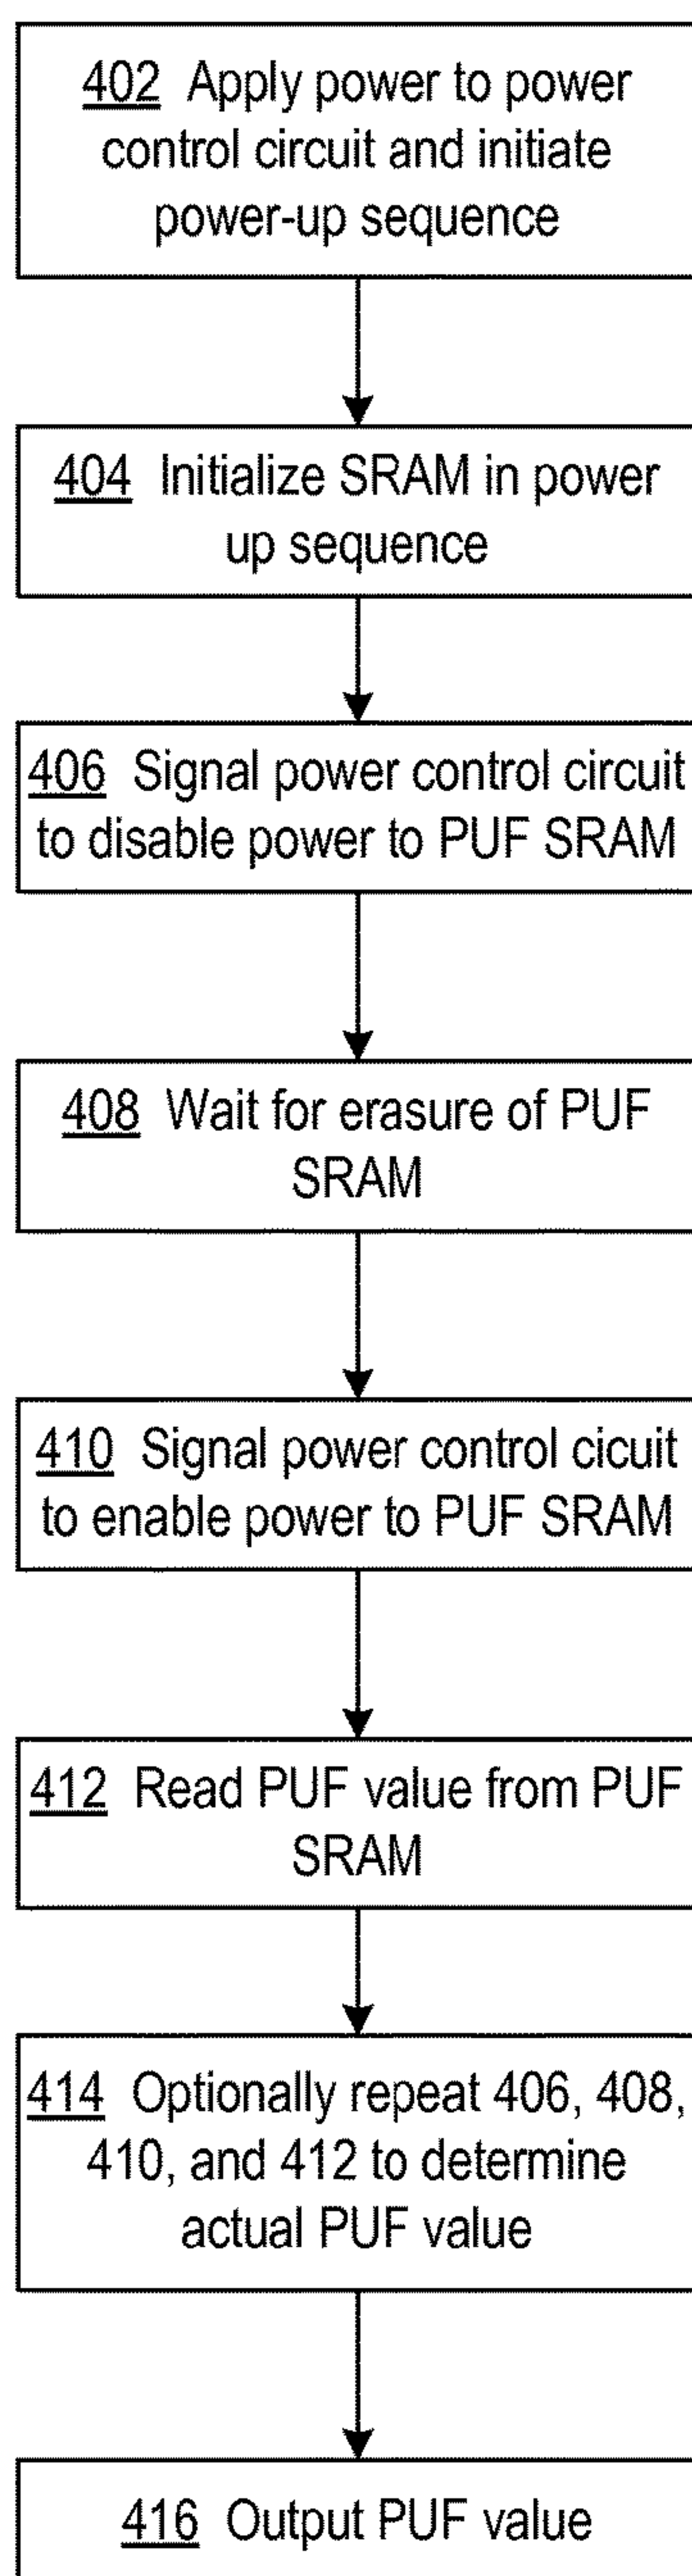 402 Apply power to power
control circuit and initiate
power-up sequence
404 Initialize SRAM in power
up sequence
406 Signal power control circuit
to disable power to PUF SRAM
408 Wait for erasure of PUF
SRAM
410 Signal power control cicuit
to enable power to PUF SRAM
412 Read PUF value from PUF
SRAM
414 Optionally repeat 406, 408,
410, and 412 to determine
actual PUF value
416 Output PUF value